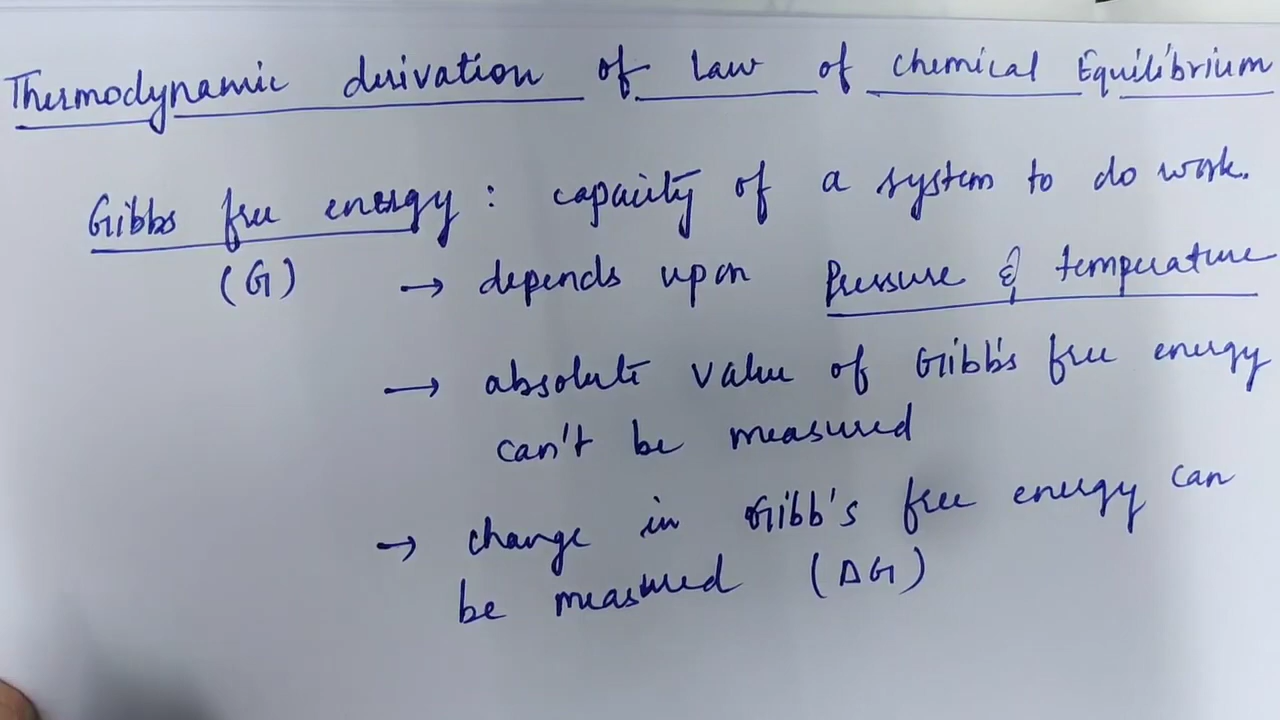 Thermodynamic derivation of Law of chemical Equilibrium
Gibbs free energy : capacity of a system to do work.
(G) → depends upon Pressure & temperature
→ absolute value of Gibb's free energy
can't be measured
→ change in Gibb's free energy can
be measured (ΔG)